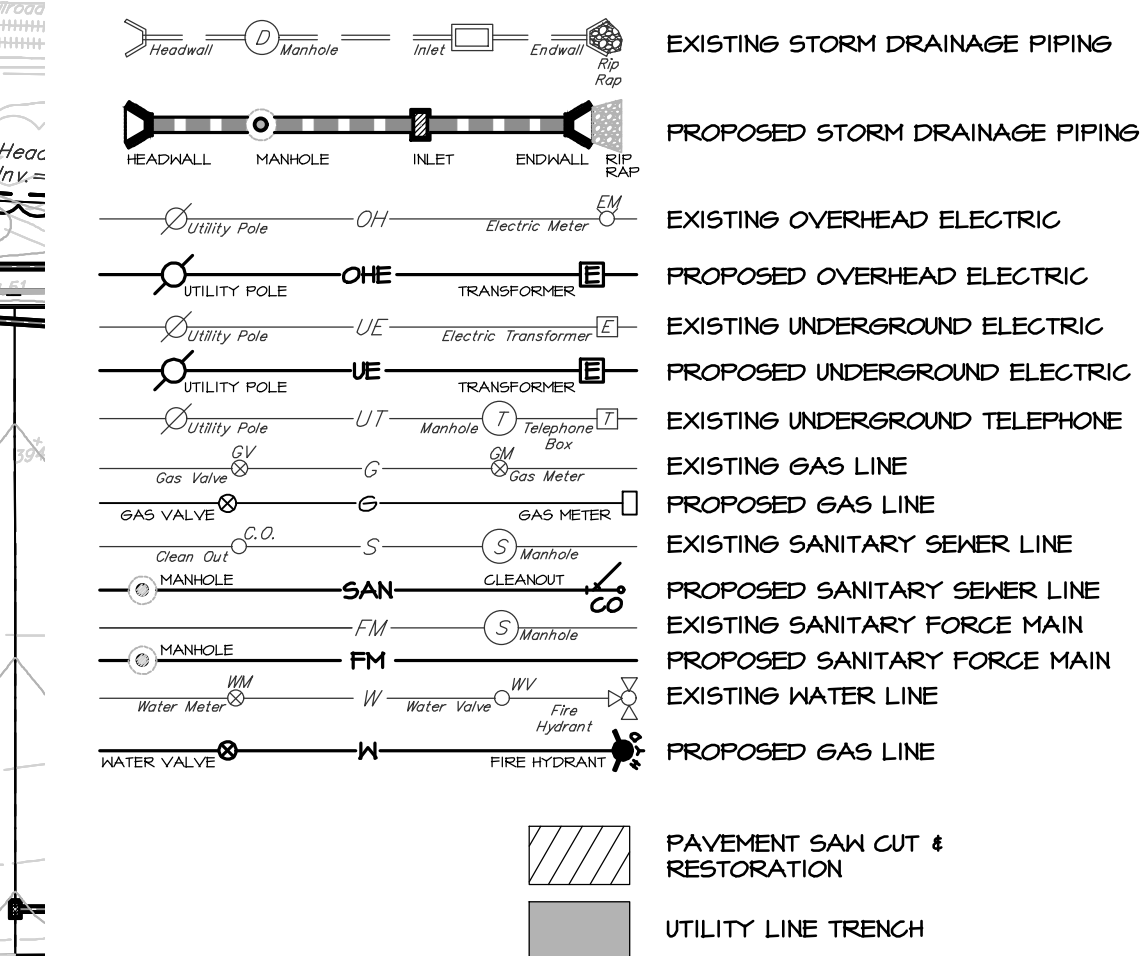 Headwall D Manhole Inlet Endwall EXISTING STORM DRAINAGE PIPING
Rip
Rap
PROPOSED STORM DRAINAGE PIPING
HEADWALL MANHOLE INLET ENDWALL RIP
RAP
Inv. =
EM
Utility Pole OH Electric Meter EXISTING OVERHEAD ELECTRIC
OHE E PROPOSED OVERHEAD ELECTRIC
UTILITY POLE TRANSFORMER
Utility Pole UE Electric Transformer E EXISTING UNDERGROUND ELECTRIC
UE E PROPOSED UNDERGROUND ELECTRIC
UTILITY POLE TRANSFORMER
Utility Pole UT Manhole T Telephone T EXISTING UNDERGROUND TELEPHONE
Box
GV GM
Gas Valve G Gas Meter EXISTING GAS LINE
G PROPOSED GAS LINE
GAS VALVE GAS METER
C.O.
Clean Out S S Manhole EXISTING SANITARY SEWER LINE
MANHOLE CLEANOUT
SAN PROPOSED SANITARY SEWER LINE
CO
FM S Manhole EXISTING SANITARY FORCE MAIN
MANHOLE
FM PROPOSED SANITARY FORCE MAIN
WM WV
Water Meter W Water Valve EXISTING WATER LINE
Fire
Hydrant
W HYD PROPOSED GAS LINE
WATER VALVE FIRE HYDRANT
PAVEMENT SAW CUT &
RESTORATION
UTILITY LINE TRENCH